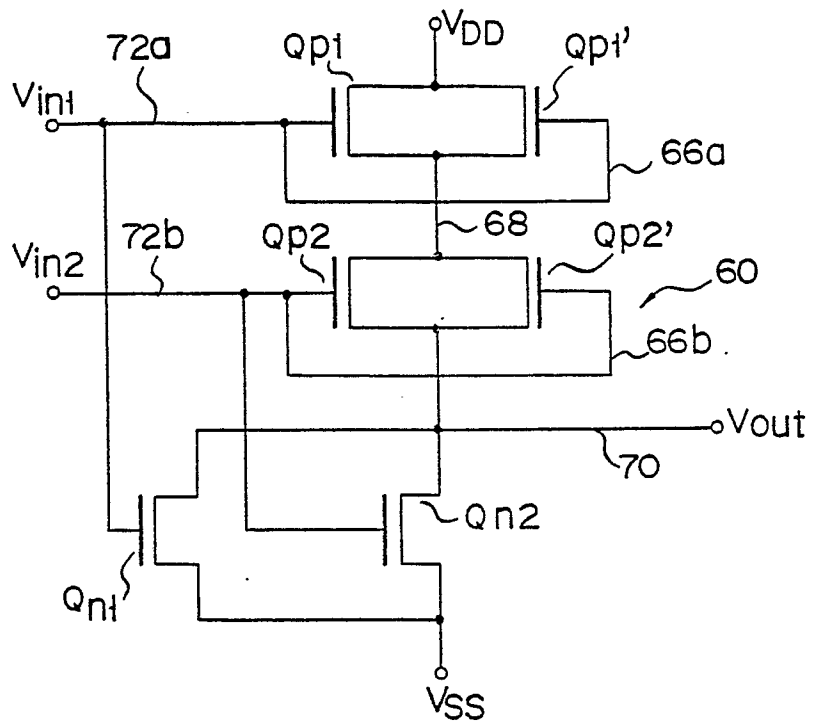 VDD
72a
Qp1
Qp1'
Vin1
66a
68
72b
Qp2
Qp2'
Vin2
60
66b
Vout
70
Qn2
Qn1
VSS